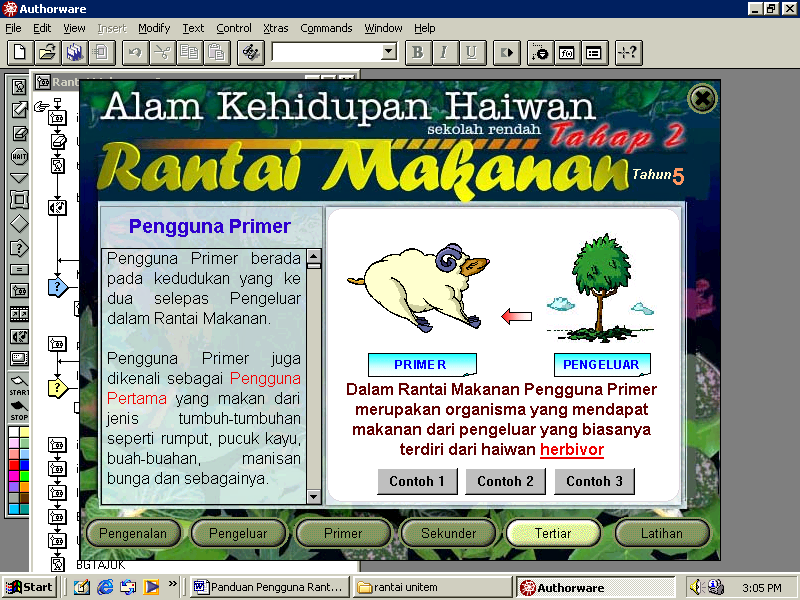 Authorware
File Edit View Insert Modify Text Control Xtras Commands Window Help
B I U
Alam Kehidupan Haiwan
sekolah rendah Tahap 2
Rantai Makanan Tahun 5
Pengguna Primer
Pengguna Primer berada
pada kedudukan yang ke
dua selepas Pengeluar
dalam Rantai Makanan.
Pengguna Primer juga
dikenali sebagai Pengguna
Pertama yang makan dari
jenis tumbuh-tumbuhan
seperti rumput, pucuk kayu,
buah-buahan, manisan
bunga dan sebagainya.
PRIMER PENGELUAR
Dalam Rantai Makanan Pengguna Primer
merupakan organisma yang mendapat
makanan dari pengeluar yang biasanya
terdiri dari haiwan herbivor
Contoh 1 Contoh 2 Contoh 3
Pengenalan Pengeluar Primer Sekunder Tertiar Latihan
WAIT
START
STOP
BGTAJUK
Start Panduan Pengguna Rant... rantai unitem Authorware 3:05 PM